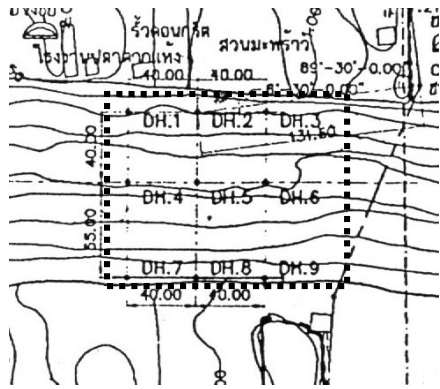 รั้วคอนกรีต
สวนมะพร้าว
โรงงานปลาตากแห้ง
40.00 40.00
89°-30'-0.00
DH.1 DH.2 DH.3
131.60
40.00
DH.4 DH.5 DH.6
55.00
DH.7 DH.8 DH.9
40.00 40.00